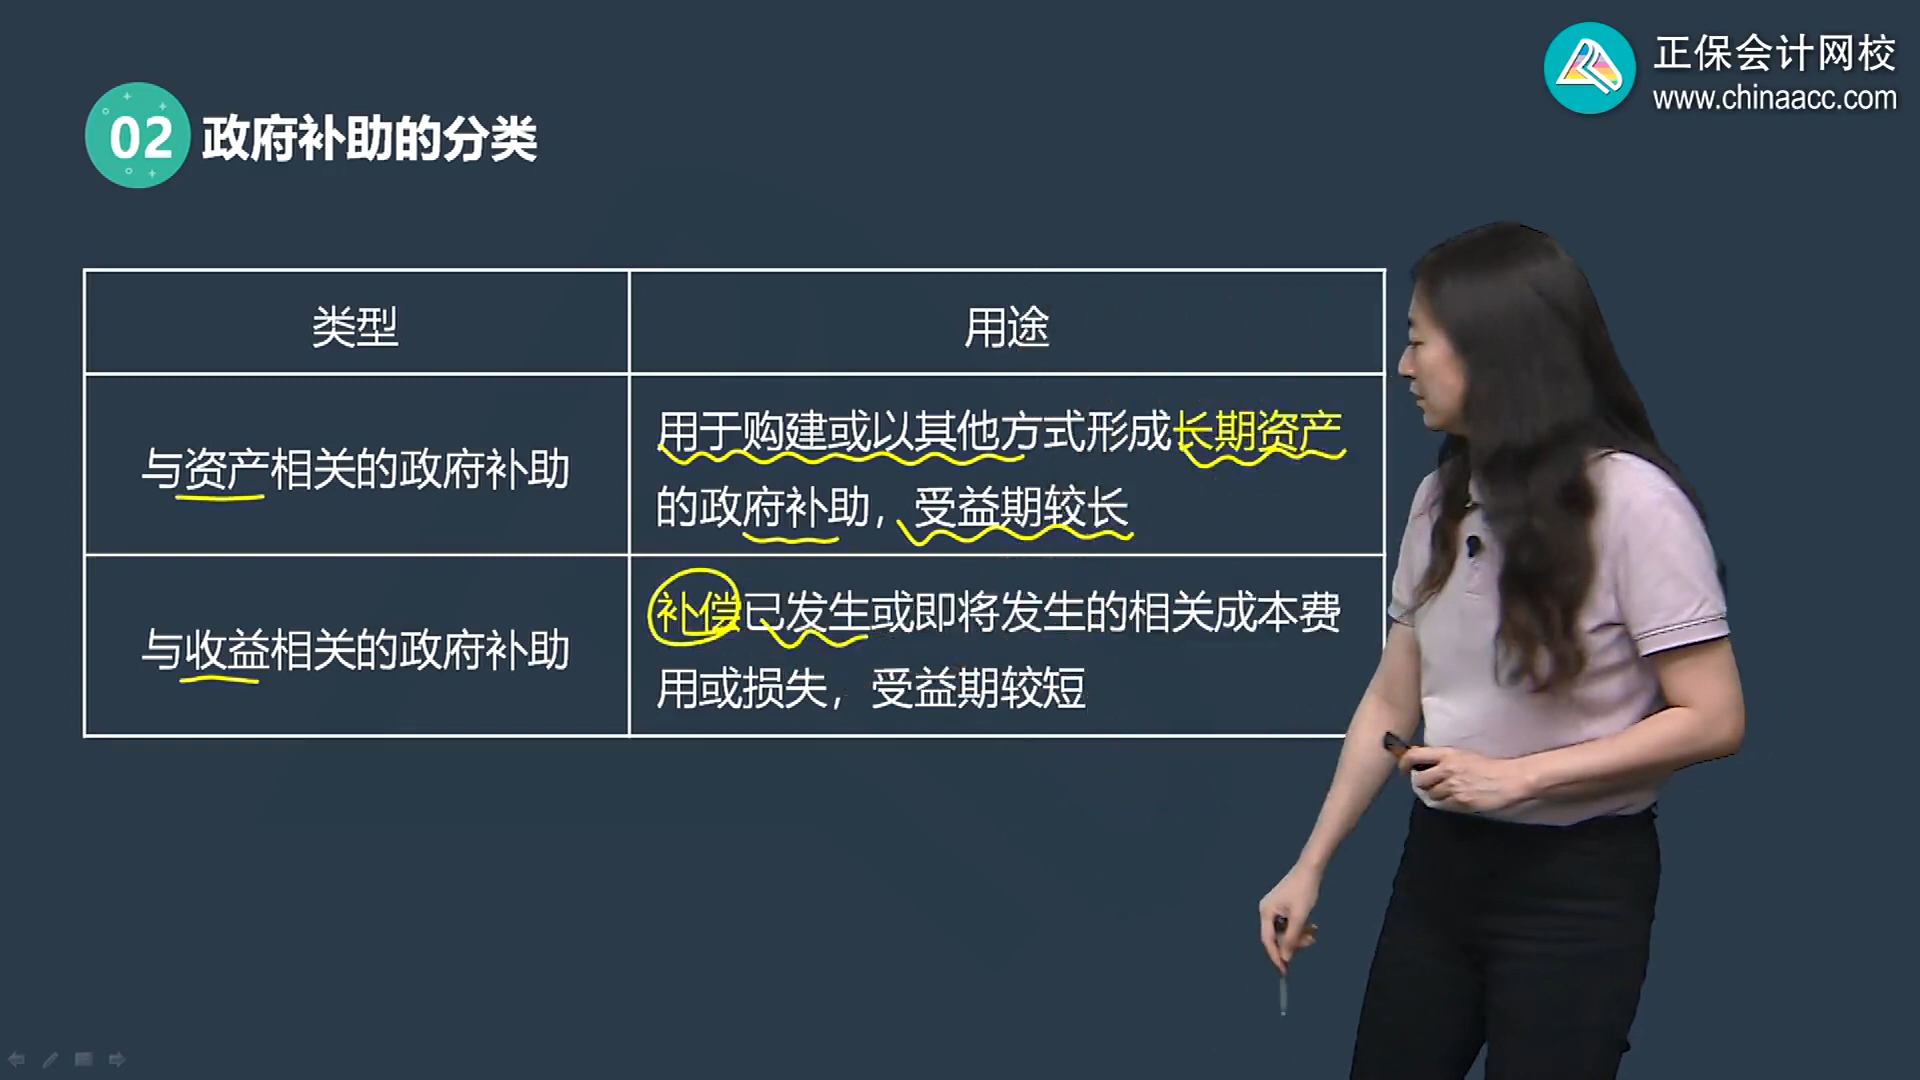 正保会计网校
www.chinaacc.com
02 政府补助的分类
类型
用途
与资产相关的政府补助
用于购建或以其他方式形成长期资产
的政府补助，受益期较长
与收益相关的政府补助
补偿已发生或即将发生的相关成本费
用或损失，受益期较短